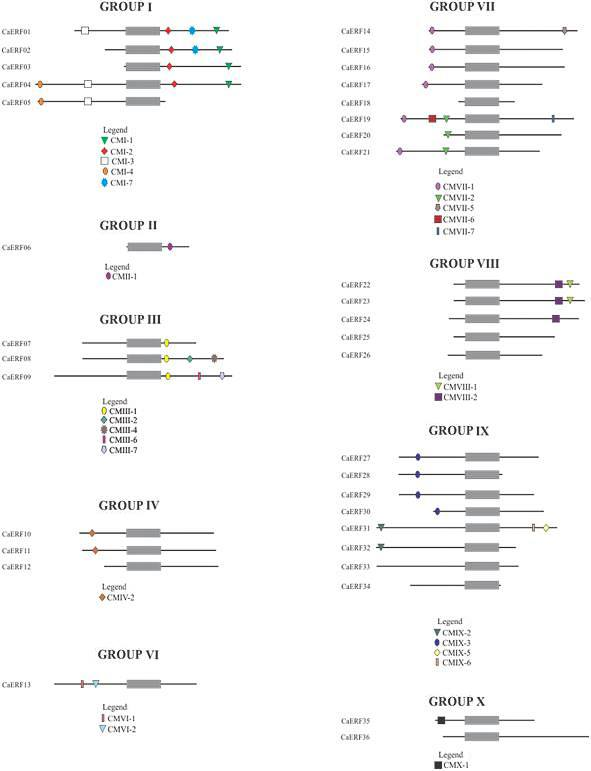 GROUP I
CaERF01
CaERF02
CaERF03
CaERF04
CaERF05
Legend
CMI-1
CMI-2
CMI-3
CMI-4
CMI-7
GROUP II
CaERF06
Legend
CMII-1
GROUP III
CaERF07
CaERF08
CaERF09
Legend
CMIII-1
CMIII-2
CMIII-4
CMIII-6
CMIII-7
GROUP IV
CaERF10
CaERF11
CaERF12
Legend
CMIV-2
GROUP VI
CaERF13
Legend
CMVI-1
CMVI-2
GROUP VII
CaERF14
CaERF15
CaERF16
CaERF17
CaERF18
CaERF19
CaERF20
CaERF21
Legend
CMVII-1
CMVII-2
CMVII-5
CMVII-6
CMVII-7
GROUP VIII
CaERF22
CaERF23
CaERF24
CaERF25
CaERF26
Legend
CMVIII-1
CMVIII-2
GROUP IX
CaERF27
CaERF28
CaERF29
CaERF30
CaERF31
CaERF32
CaERF33
CaERF34
Legend
CMIX-2
CMIX-3
CMIX-5
CMIX-6
GROUP X
CaERF35
CaERF36
Legend
CMX-1